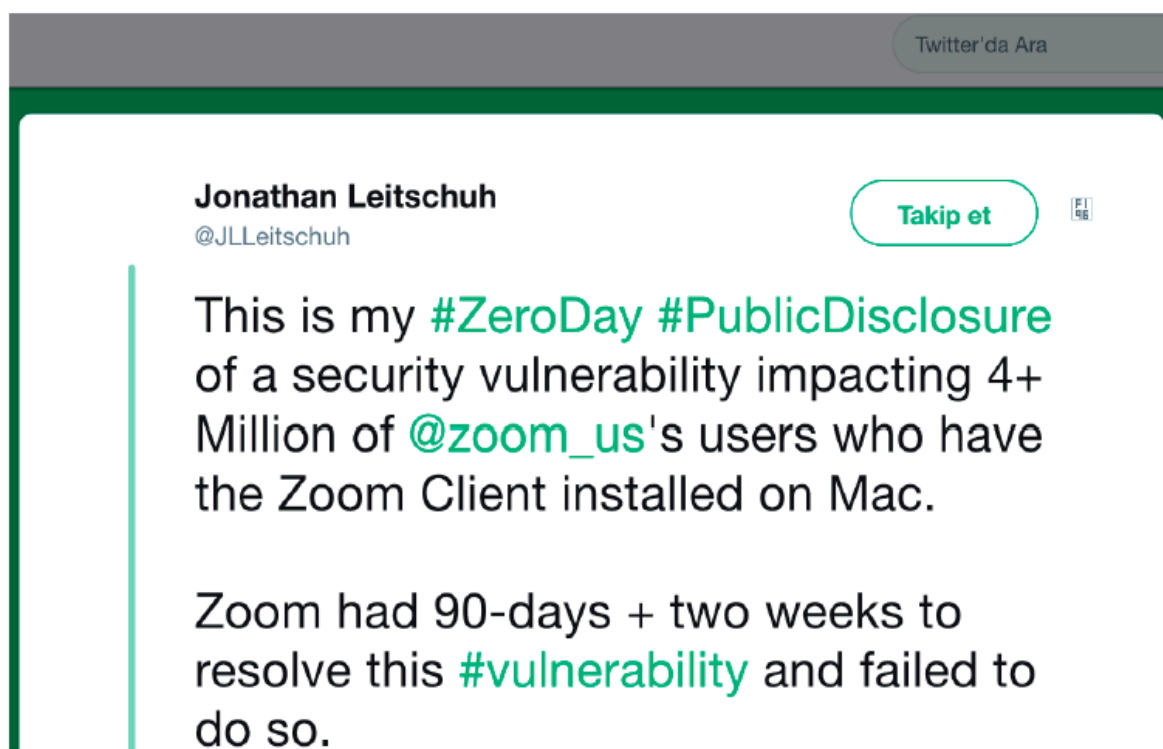 Twitter'da Ara
Jonathan Leitschuh
@JLLeitschuh
Takip et
This is my #ZeroDay #PublicDisclosure
of a security vulnerability impacting 4+
Million of @zoom_us's users who have
the Zoom Client installed on Mac.
Zoom had 90-days + two weeks to
resolve this #vulnerability and failed to
do so.